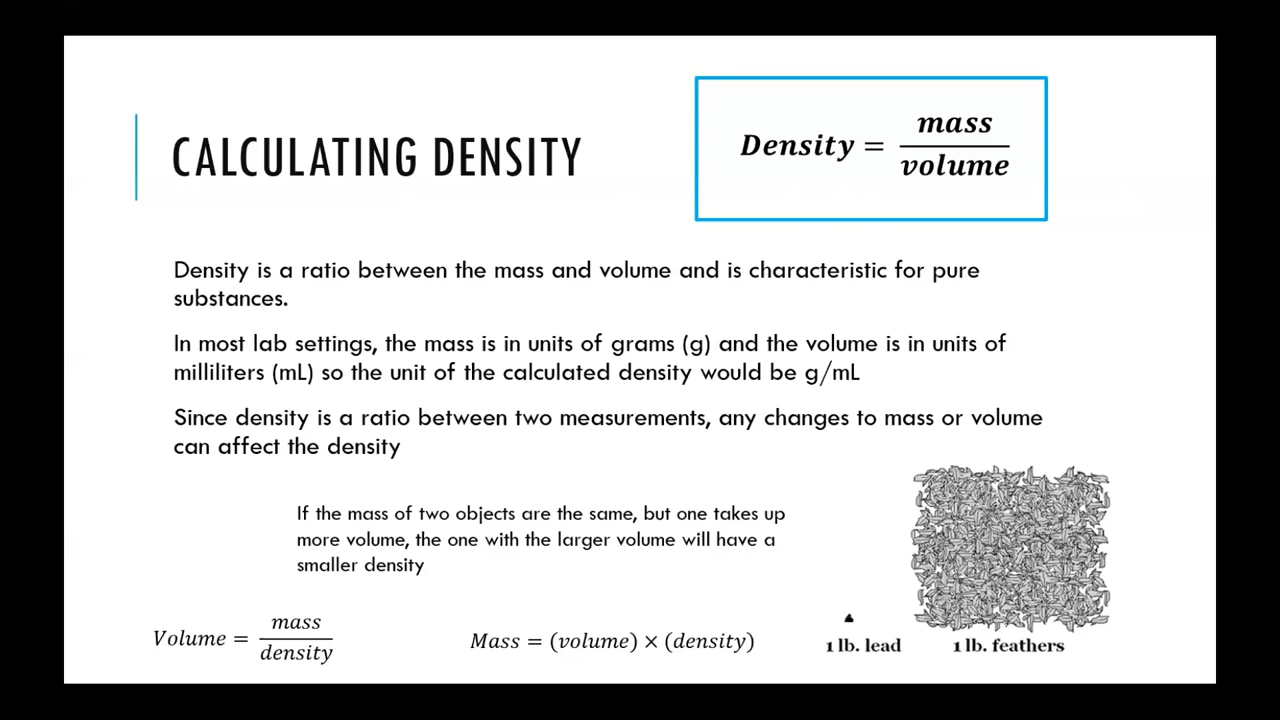 CALCULATING DENSITY
Density = mass / volume
Density is a ratio between the mass and volume and is characteristic for pure
substances.
In most lab settings, the mass is in units of grams (g) and the volume is in units of
milliliters (mL) so the unit of the calculated density would be g/mL
Since density is a ratio between two measurements, any changes to mass or volume
can affect the density
If the mass of two objects are the same, but one takes up
more volume, the one with the larger volume will have a
smaller density
Volume = mass / density
Mass = (volume) × (density)
1 lb. lead
1 lb. feathers